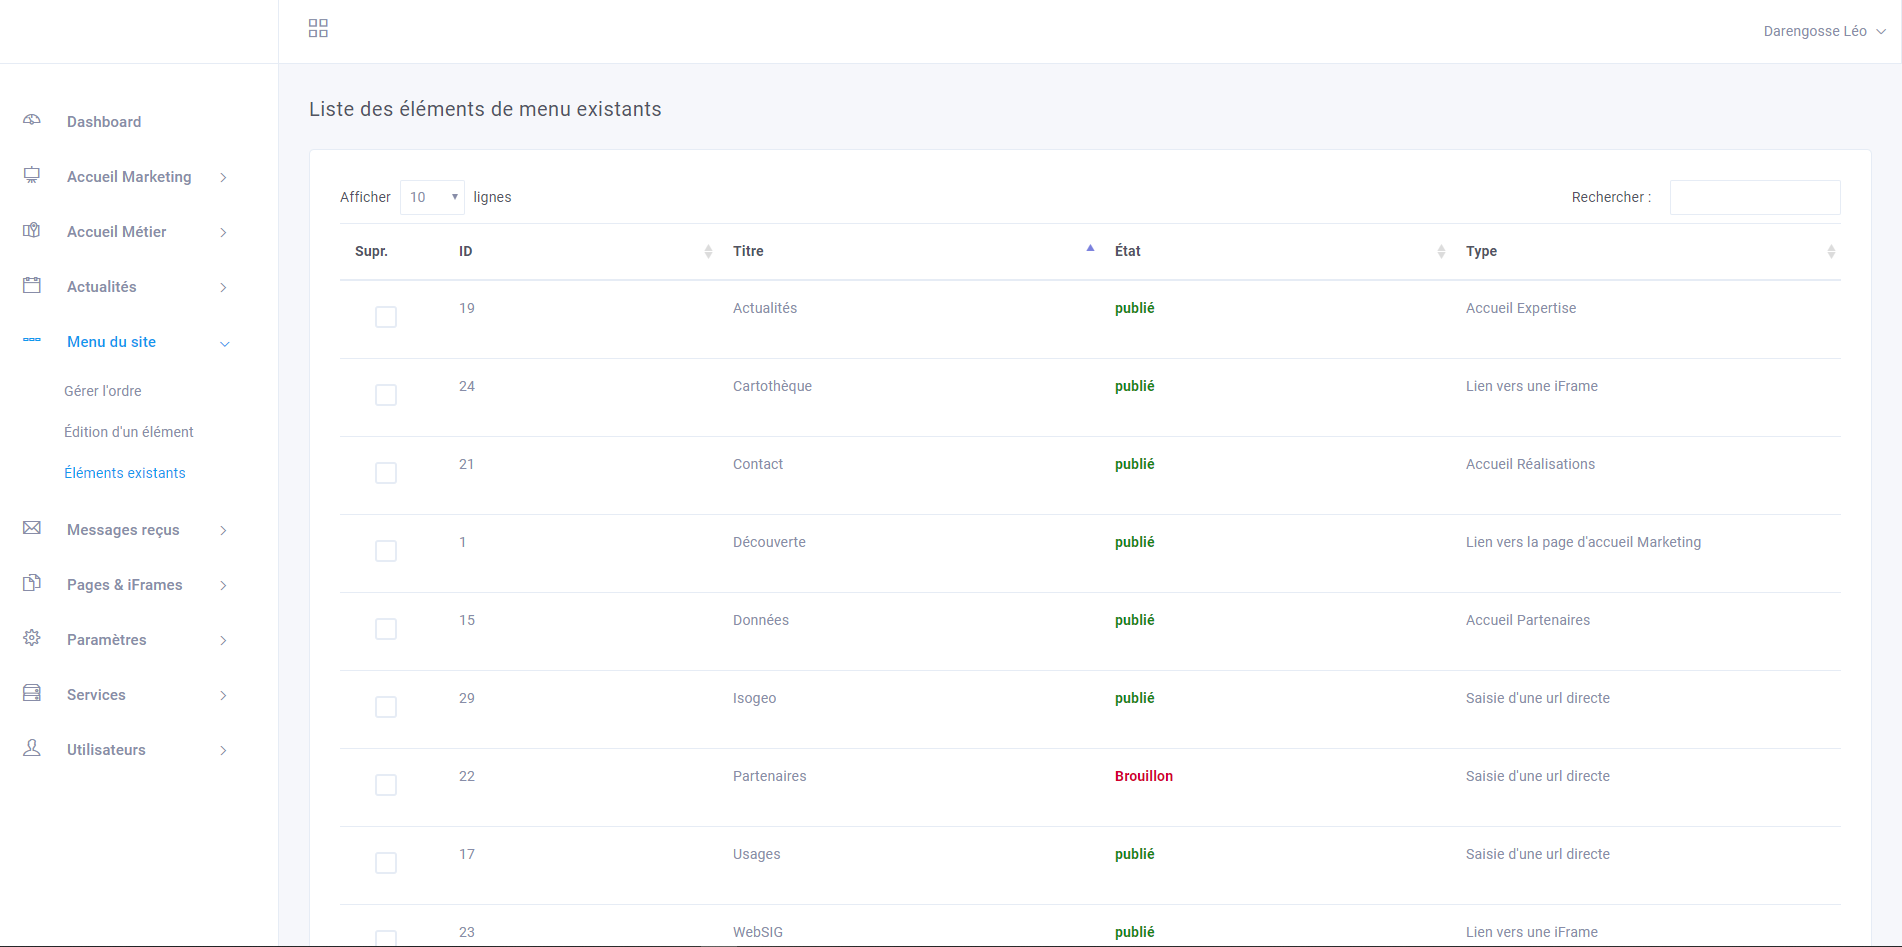 Darengosse Léo
Dashboard
Accueil Marketing
Accueil Métier
Actualités
Menu du site
Gérer l'ordre
Édition d'un élément
Éléments existants
Messages reçus
Pages & iFrames
Paramètres
Services
Utilisateurs
Liste des éléments de menu existants
Afficher 10 lignes
Rechercher :
Supr. ID Titre État Type
19 Actualités publié Accueil Expertise
24 Cartothèque publié Lien vers une iFrame
21 Contact publié Accueil Réalisations
1 Découverte publié Lien vers la page d'accueil Marketing
15 Données publié Accueil Partenaires
29 Isogeo publié Saisie d'une url directe
22 Partenaires Brouillon Saisie d'une url directe
17 Usages publié Saisie d'une url directe
23 WebSIG publié Lien vers une iFrame